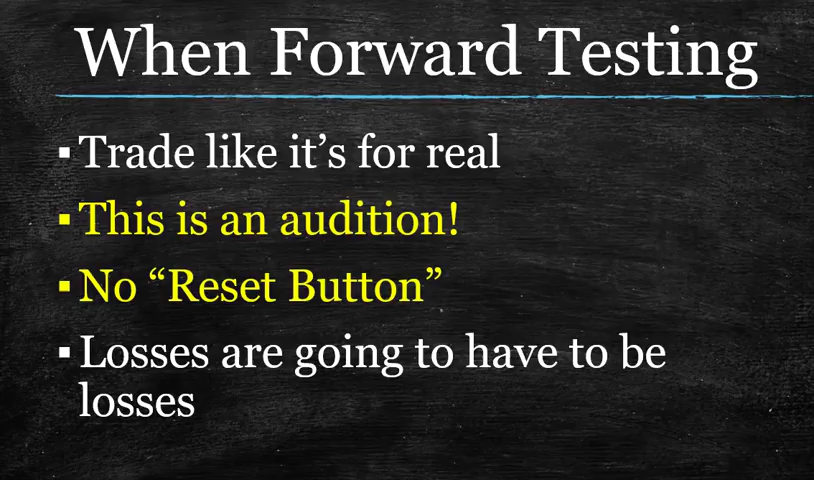 When Forward Testing
▪Trade like it’s for real
▪This is an audition!
▪No “Reset Button”
▪Losses are going to have to be
losses